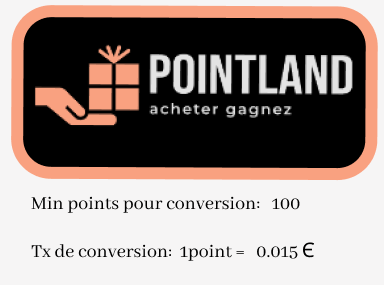 POINTLAND
acheter gagnez
Min points pour conversion: 100
Tx de conversion: 1point = 0.015 €